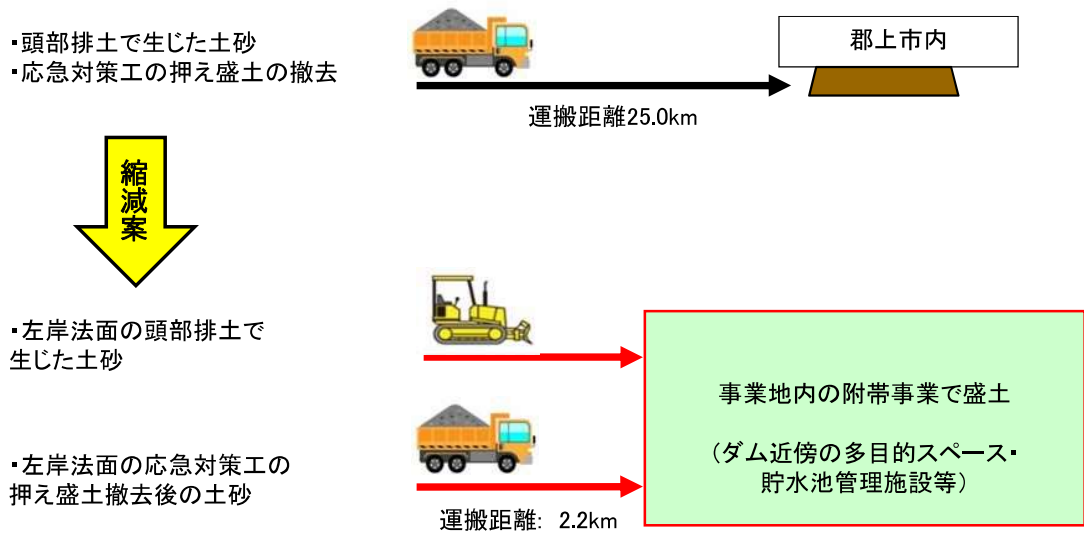 ・頭部排土で生じた土砂
・応急対策工の押え盛土の撤去
郡上市内
運搬距離25.0km
縮減案
・左岸法面の頭部排土で
生じた土砂
事業地内の附帯事業で盛土
（ダム近傍の多目的スペース・
貯水池管理施設等）
・左岸法面の応急対策工の
押え盛土撤去後の土砂
運搬距離: 2.2km